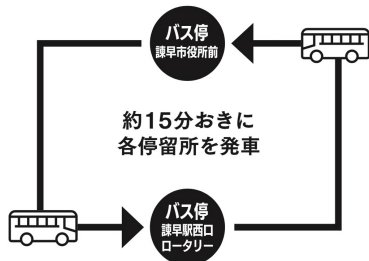 バス停
諫早市役所前
約15分おきに
各停留所を発車
バス停
諫早駅西口
ロータリー